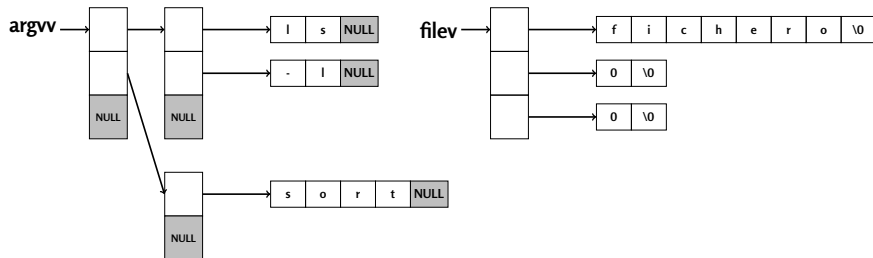 argvv l s NULL filev f i c h e r o \0
- l NULL 0 \0
NULL NULL 0 \0
s o r t NULL
NULL